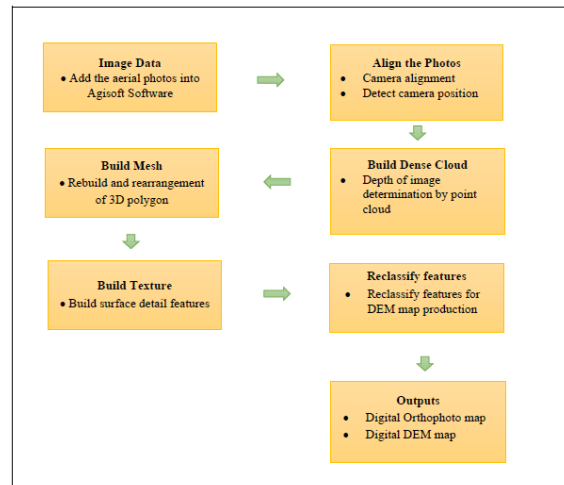 Image Data
• Add the aerial photos into
Agisoft Software
Align the Photos
• Camera alignment
• Detect camera position
Build Dense Cloud
• Depth of image
determination by point
cloud
Build Mesh
• Rebuild and rearrangement
of 3D polygon
Build Texture
• Build surface detail features
Reclassify features
• Reclassify features for
DEM map production
Outputs
• Digital Orthophoto map
• Digital DEM map